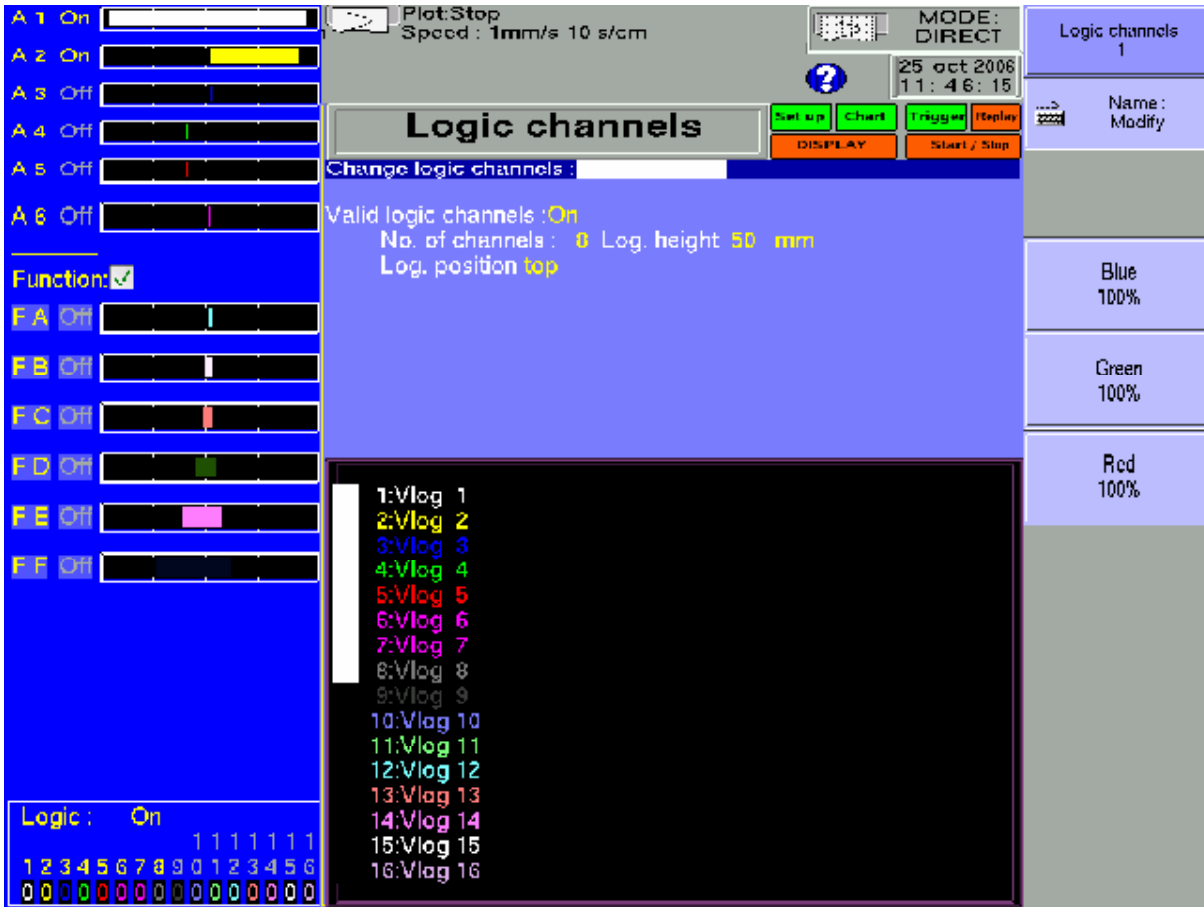 A 1 On
A 2 On
A 3 Off
A 4 Off
A 5 Off
A 6 Off
Function:
F A Off
F B Off
F C Off
F D Off
F E Off
F F Off
Logic : On
1 1 1 1 1 1 1
1 2 3 4 5 6 7 8 9 0 1 2 3 4 5 6
0 0 0 0 0 0 0 0 0 0 0 0 0 0 0 0
Plot:Stop
Speed : 1mm/s 10 s/cm
MODE:
DIRECT
?
25 oct 2006
11: 46: 15
Logic channels
Set up Chart Trigger Replay
DISPLAY Start / Stop
Change logic channels :
Valid logic channels :On
No. of channels : 8 Log. height 50 mm
Log. position top
1:Vlog 1
2:Vlog 2
3:Vlog 3
4:Vlog 4
5:Vlog 5
6:Vlog 6
7:Vlog 7
8:Vlog 8
9:Vlog 9
10:Vlog 10
11:Vlog 11
12:Vlog 12
13:Vlog 13
14:Vlog 14
15:Vlog 15
16:Vlog 16
Logic channels
1
Name :
Modify
Blue
100%
Green
100%
Red
100%